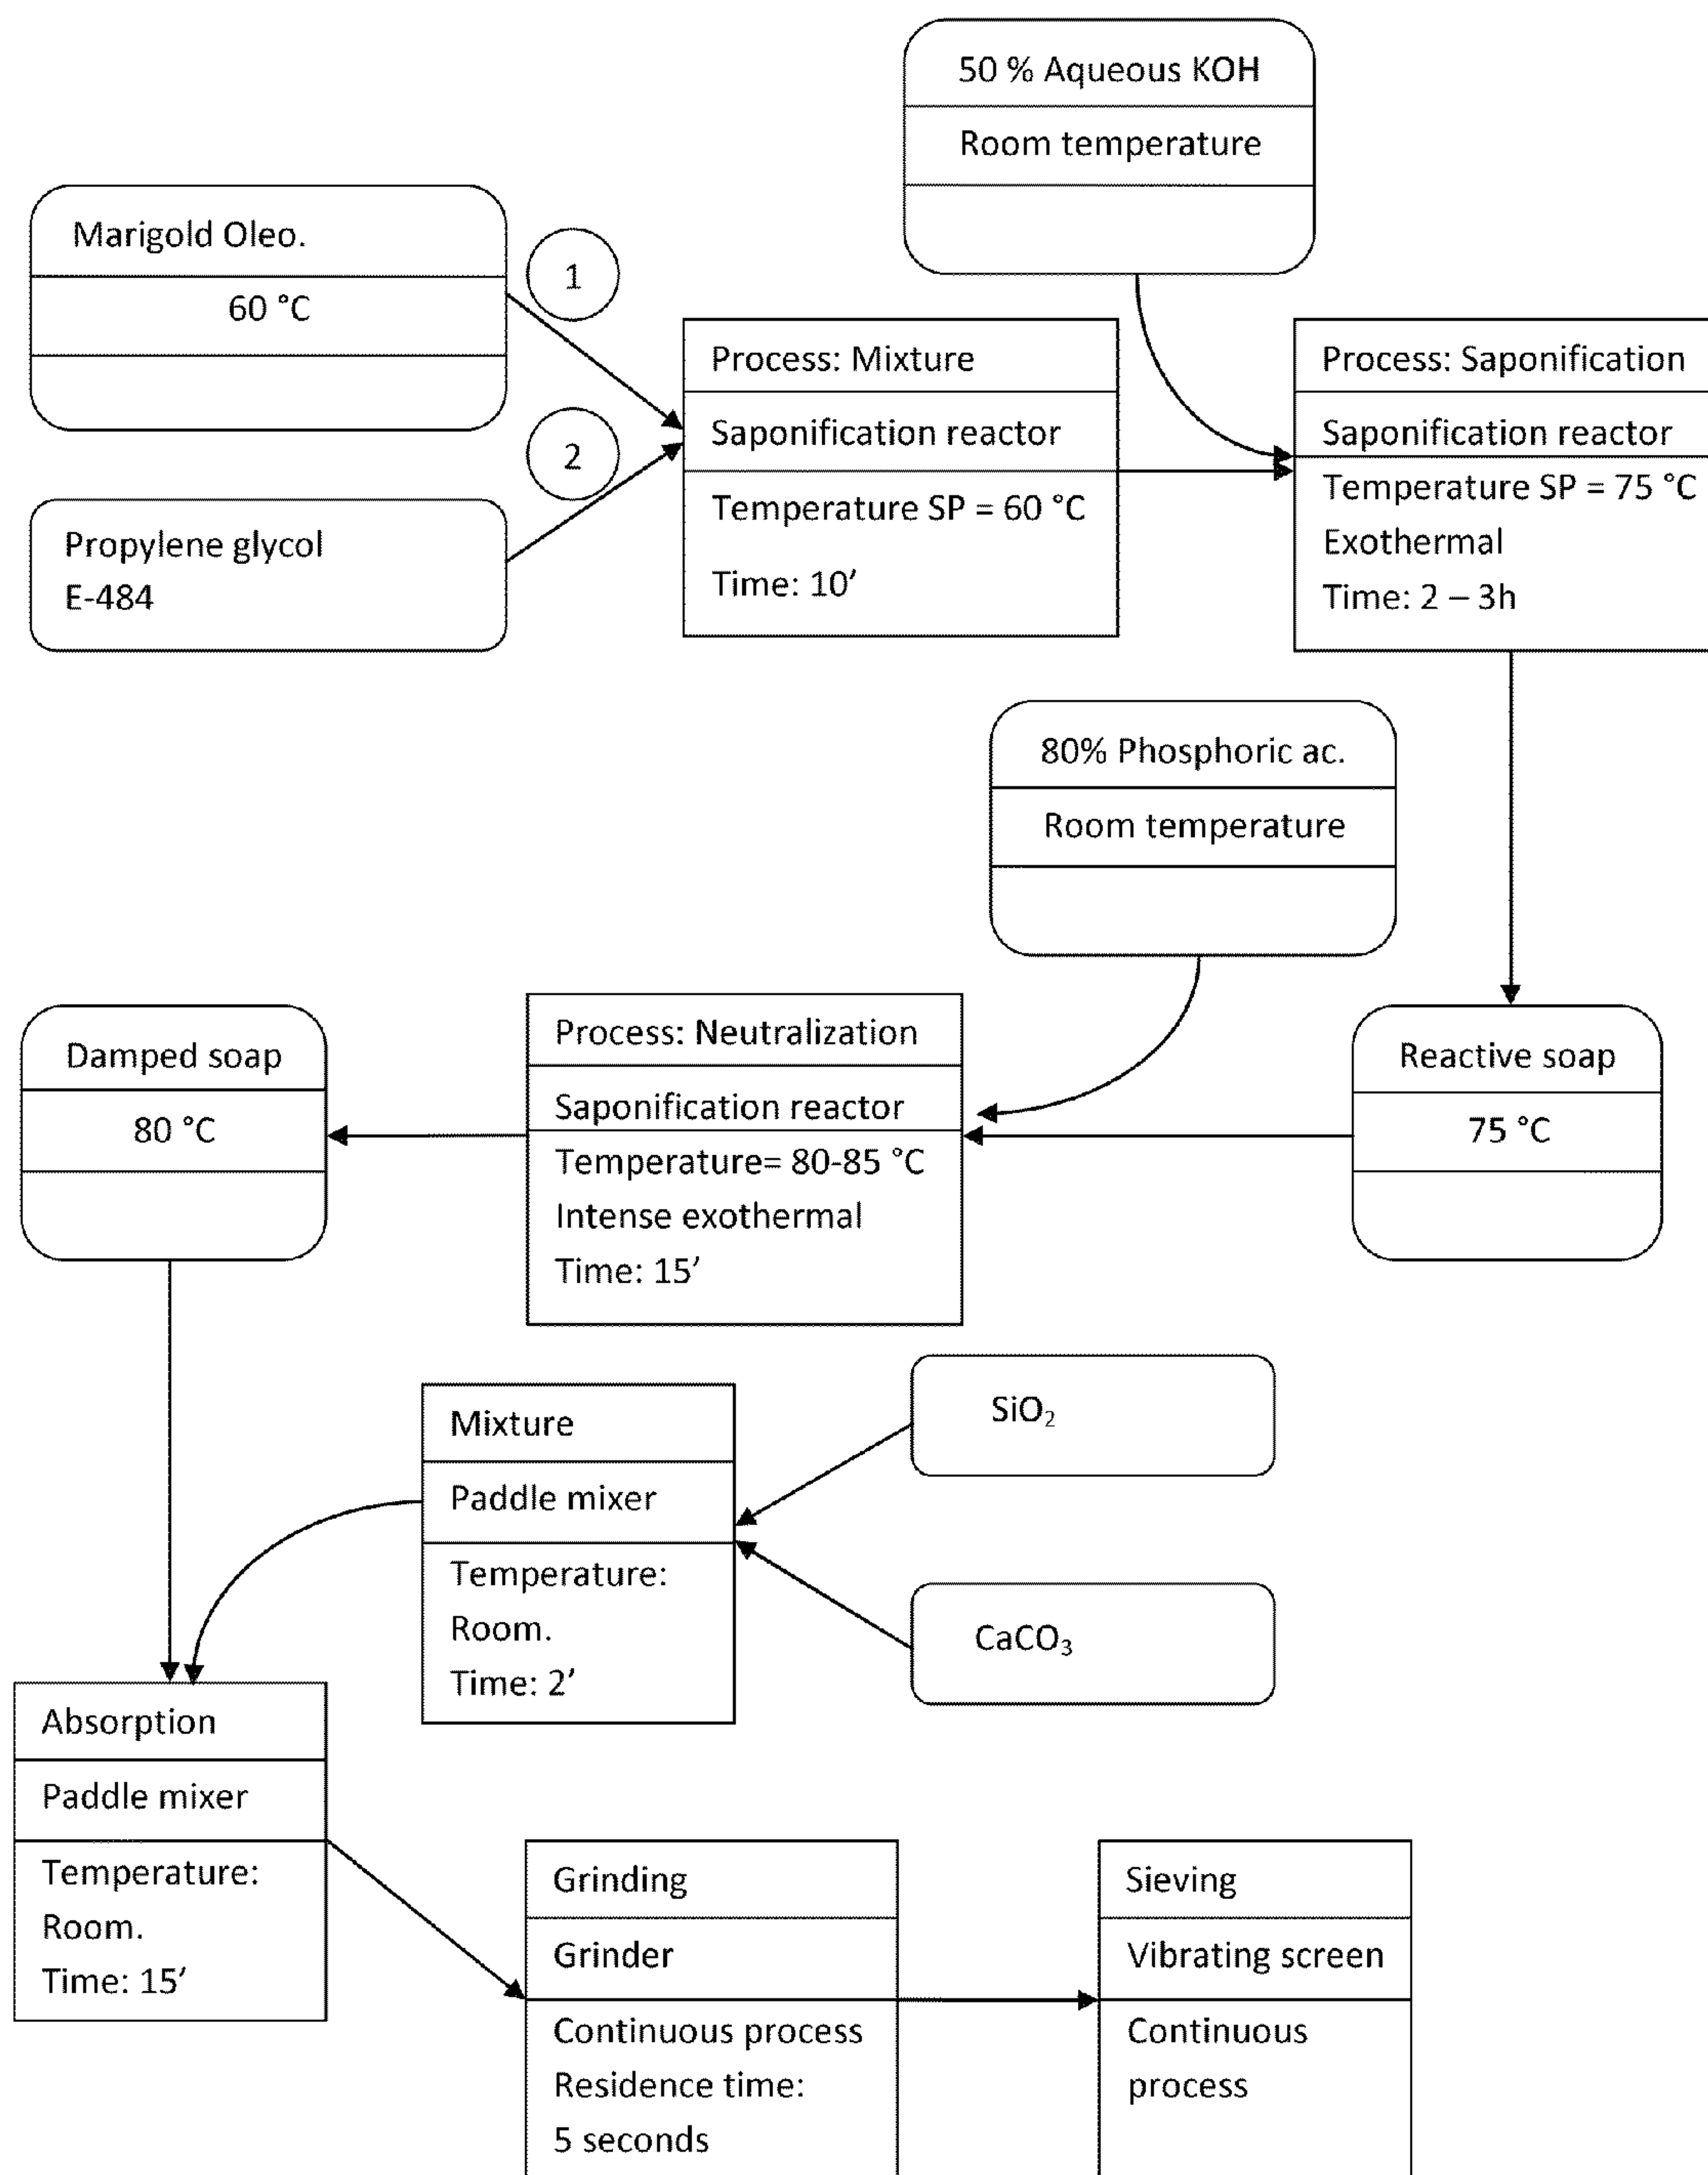 50 % Aqueous KOH
Room temperature
Marigold Oleo.
60 °C
1
2
Propylene glycol
E-484
Process: Mixture
Saponification reactor
Temperature SP = 60 °C
Time: 10’
Process: Saponification
Saponification reactor
Temperature SP = 75 °C
Exothermal
Time: 2 – 3h
80% Phosphoric ac.
Room temperature
Reactive soap
75 °C
Process: Neutralization
Saponification reactor
Temperature= 80-85 °C
Intense exothermal
Time: 15’
Damped soap
80 °C
SiO₂
CaCO₃
Mixture
Paddle mixer
Temperature:
Room.
Time: 2’
Absorption
Paddle mixer
Temperature:
Room.
Time: 15’
Grinding
Grinder
Continuous process
Residence time:
5 seconds
Sieving
Vibrating screen
Continuous
process